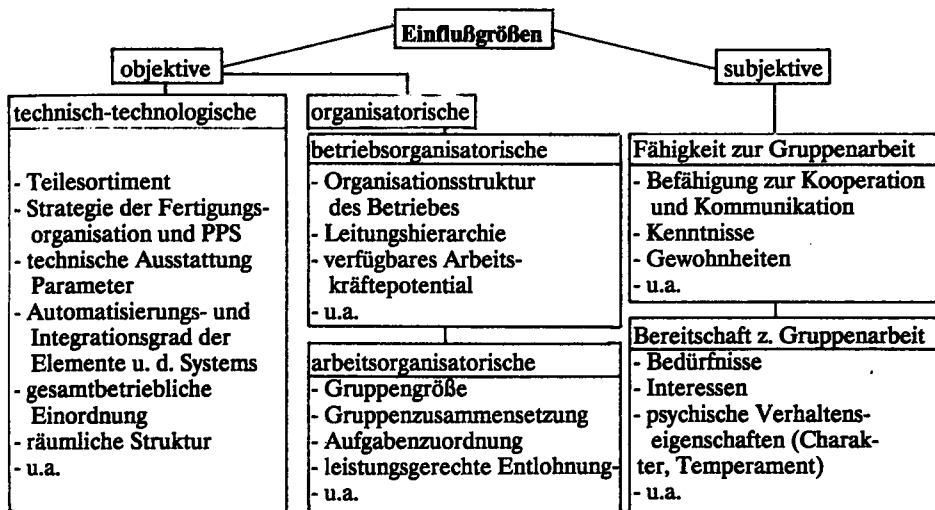 Einflußgrößen
objektive
subjektive
technisch-technologische
- Teilesortiment
- Strategie der Fertigungs-
organisation und PPS
- technische Ausstattung
Parameter
- Automatisierungs- und
Integrationsgrad der
Elemente u. d. Systems
- gesamtbetriebliche
Einordnung
- räumliche Struktur
- u.a.
organisatorische
betriebsorganisatorische
- Organisationsstruktur
des Betriebes
- Leitungshierarchie
- verfügbares Arbeits-
kräftepotential
- u.a.
arbeitsorganisatorische
- Gruppengröße
- Gruppenzusammensetzung
- Aufgabenzuordnung
- leistungsgerechte Entlohnung
- u.a.
Fähigkeit zur Gruppenarbeit
- Befähigung zur Kooperation
und Kommunikation
- Kenntnisse
- Gewohnheiten
- u.a.
Bereitschaft z. Gruppenarbeit
- Bedürfnisse
- Interessen
- psychische Verhaltens-
eigenschaften (Charak-
ter, Temperament)
- u.a.